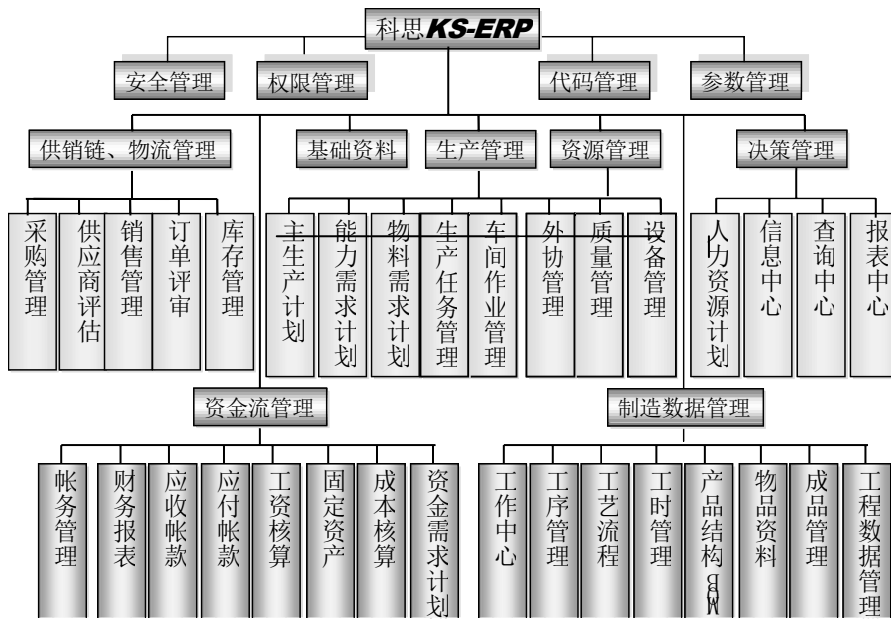 科思KS-ERP
安全管理
权限管理
代码管理
参数管理
供销链、物流管理
基础资料
生产管理
资源管理
决策管理
采购管理
供应商评估
销售管理
订单评审
库存管理
主生产计划
能力需求计划
物料需求计划
生产任务管理
车间作业管理
外协管理
质量管理
设备管理
人力资源计划
信息中心
查询中心
报表中心
资金流管理
制造数据管理
帐务管理
财务报表
应收帐款
应付帐款
工资核算
固定资产
成本核算
资金需求计划
工作中心
工序管理
工艺流程
工时管理
产品结构BOM
物品资料
成品管理
工程数据管理